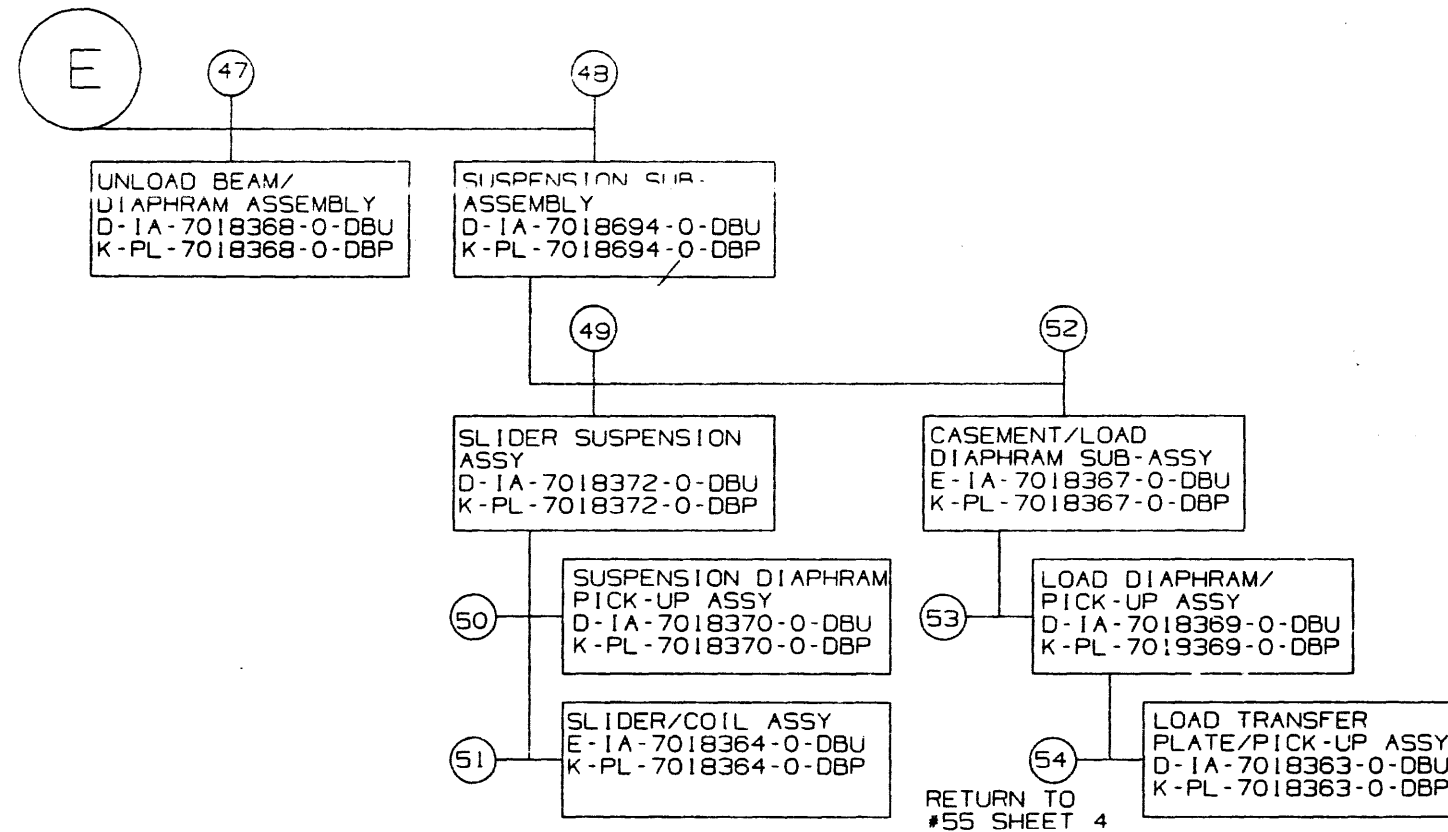 E
47
48
UNLOAD BEAM/
DIAPHRAM ASSEMBLY
D-IA-7018368-0-DBU
K-PL-7018368-0-DBP
SUSPENSION SUB-
ASSEMBLY
D-IA-7018694-0-DBU
K-PL-7018694-0-DBP
49
52
SLIDER SUSPENSION
ASSY
D-IA-7018372-0-DBU
K-PL-7018372-0-DBP
CASEMENT/LOAD
DIAPHRAM SUB-ASSY
E-IA-7018367-0-DBU
K-PL-7018367-0-DBP
50
SUSPENSION DIAPHRAM
PICK-UP ASSY
D-IA-7018370-0-DBU
K-PL-7018370-0-DBP
53
LOAD DIAPHRAM/
PICK-UP ASSY
D-IA-7018369-0-DBU
K-PL-7019369-0-DBP
51
SLIDER/COIL ASSY
E-IA-7018364-0-DBU
K-PL-7018364-0-DBP
54
LOAD TRANSFER
PLATE/PICK-UP ASSY
D-IA-7018363-0-DBU
K-PL-7018363-0-DBP
RETURN TO
#55 SHEET 4